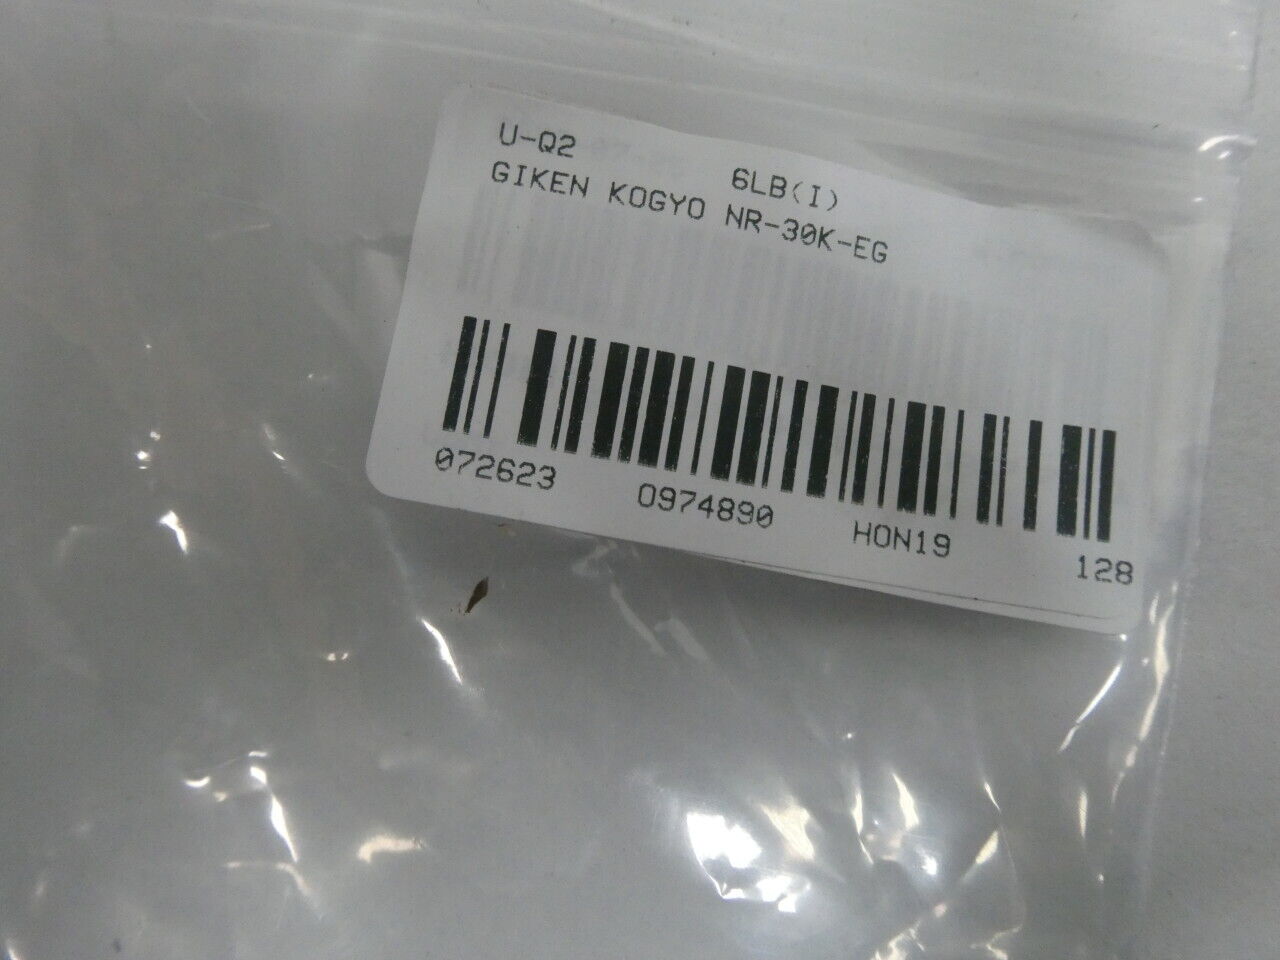 U-Q2 6LB(I)
GIKEN KOGYO NR-30K-EG
072623 0974890 HON19 128